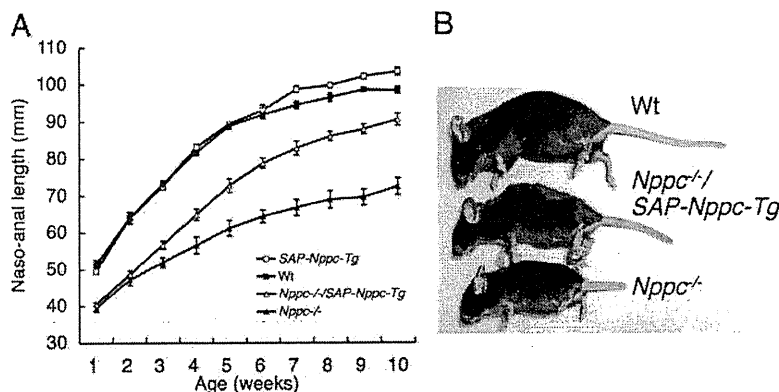 A
Naso-anal length (mm)
110
100
90
80
70
60
50
40
30
SAP-Nppc-Tg
Wt
Nppc-/-/SAP-Nppc-Tg
Nppc-/-
1 2 3 4 5 6 7 8 9 10
Age (weeks)
B
Wt
Nppc-/-/
SAP-Nppc-Tg
Nppc-/-